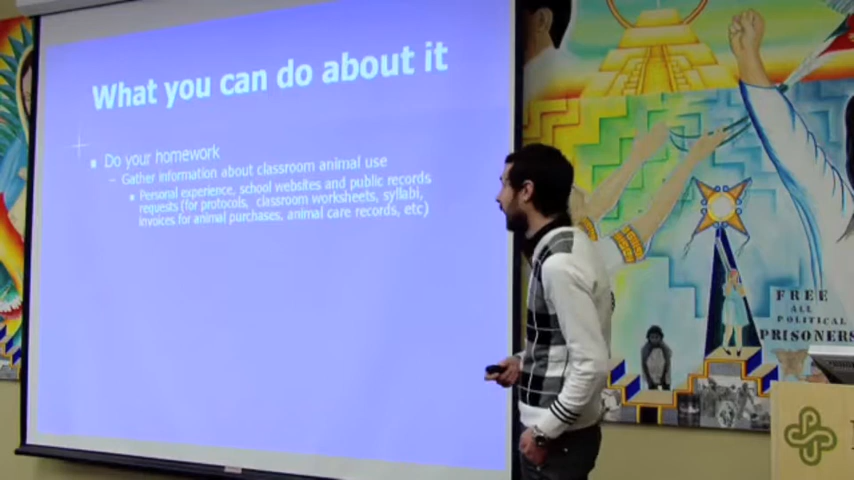 What you can do about it
Do your homework
– Gather information about classroom animal use
Personal experience, school websites and public records
requests (for protocols, classroom worksheets, syllabi,
invoices for animal purchases, animal care records, etc)
FREE
ALL
POLITICAL
PRISONERS